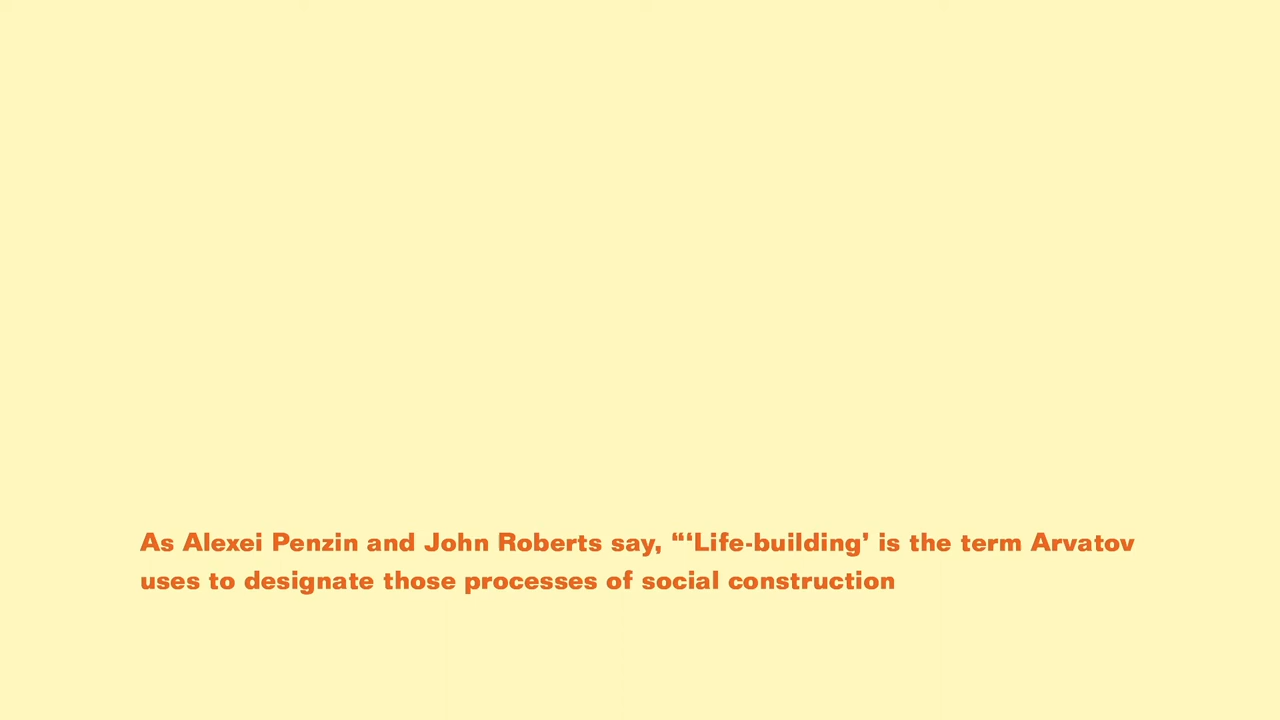 As Alexei Penzin and John Roberts say, “‘Life-building’ is the term Arvatov
uses to designate those processes of social construction